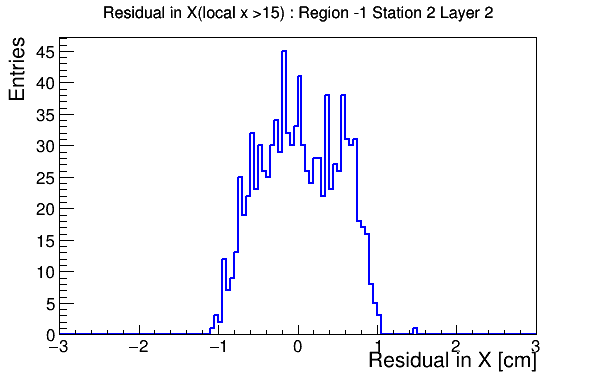 Residual in X(local x >15) : Region -1 Station 2 Layer 2
Entries
45
40
35
30
25
20
15
10
5
0
−3 −2 −1 0 1 2 3
Residual in X [cm]